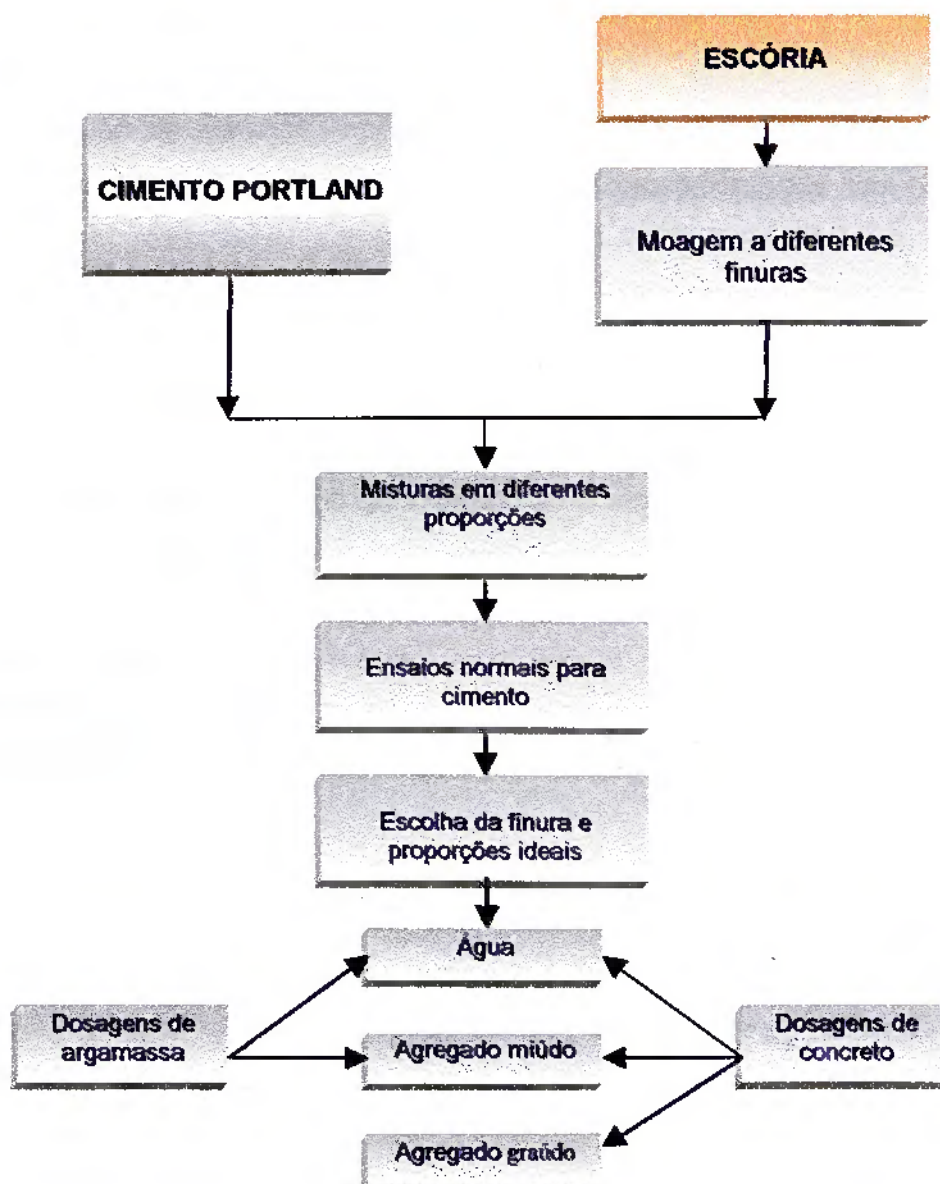 ESCÓRIA
CIMENTO PORTLAND
Moagem a diferentes
finuras
Misturas em diferentes
proporções
Ensaios normais para
cimento
Escolha da finura e
proporções ideais
Água
Dosagens de
argamassa
Agregado miúdo
Dosagens de
concreto
Agregado graúdo